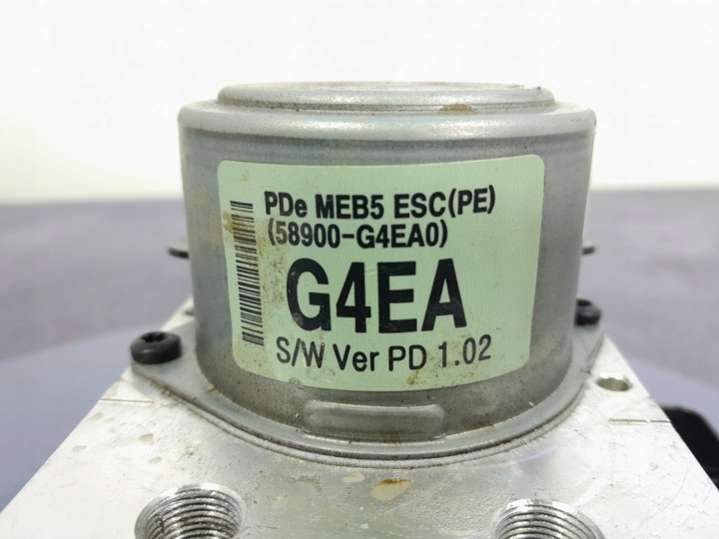 PDe MEB5 ESC(PE)
(58900-G4EA0)
G4EA
S/W Ver PD 1.02